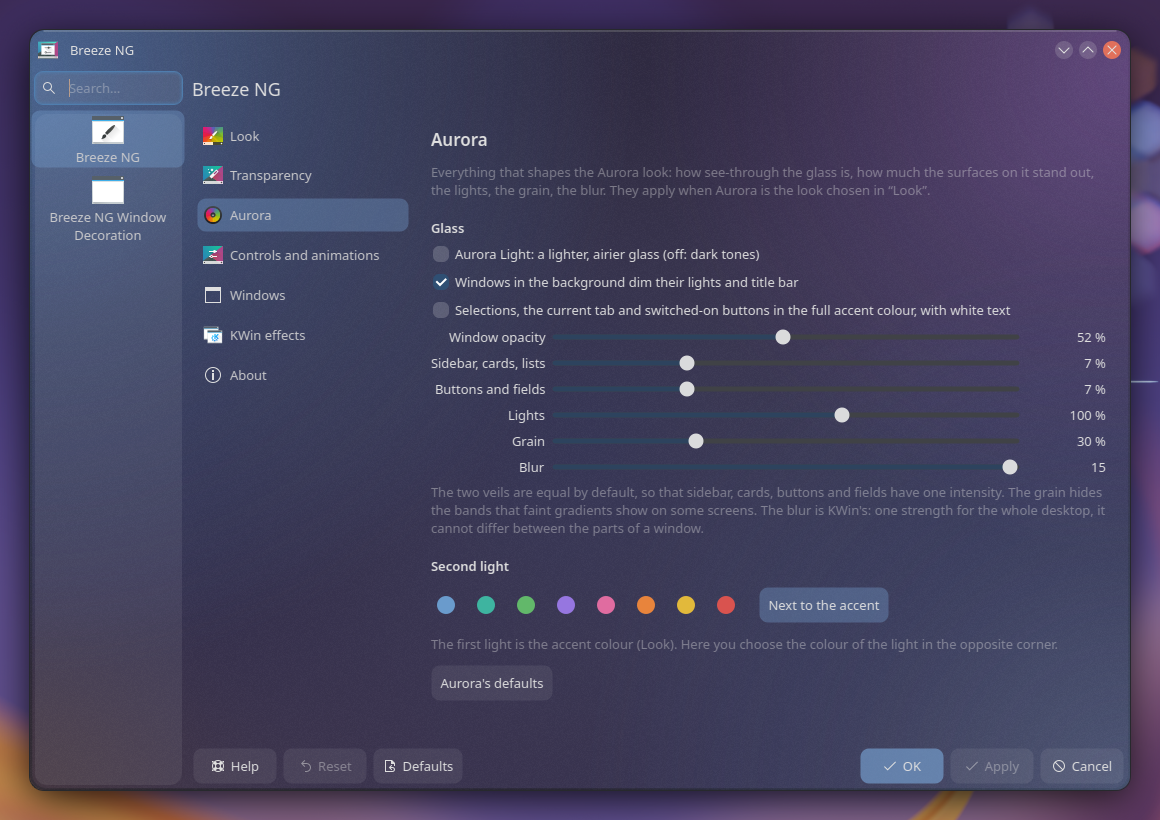 Breeze NG
Search...
Breeze NG
Breeze NG
Breeze NG Window
Decoration
Look
Transparency
Aurora
Controls and animations
Windows
KWin effects
About
Aurora
Everything that shapes the Aurora look: how see-through the glass is, how much the surfaces on it stand out,
the lights, the grain, the blur. They apply when Aurora is the look chosen in “Look”.
Glass
Aurora Light: a lighter, airier glass (off: dark tones)
Windows in the background dim their lights and title bar
Selections, the current tab and switched-on buttons in the full accent colour, with white text
Window opacity 52 %
Sidebar, cards, lists 7 %
Buttons and fields 7 %
Lights 100 %
Grain 30 %
Blur 15
The two veils are equal by default, so that sidebar, cards, buttons and fields have one intensity. The grain hides
the bands that faint gradients show on some screens. The blur is KWin's: one strength for the whole desktop, it
cannot differ between the parts of a window.
Second light
Next to the accent
The first light is the accent colour (Look). Here you choose the colour of the light in the opposite corner.
Aurora's defaults
Help Reset Defaults OK Apply Cancel